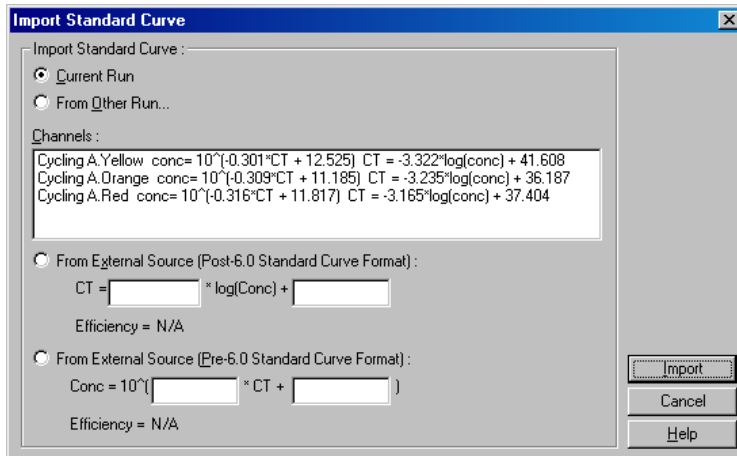 Import Standard Curve
Import Standard Curve :
Current Run
From Other Run...
Channels :
Cycling A.Yellow conc= 10^(-0.301*CT + 12.525) CT = -3.322*log(conc) + 41.608
Cycling A.Orange conc= 10^(-0.309*CT + 11.185) CT = -3.235*log(conc) + 36.187
Cycling A.Red conc= 10^(-0.316*CT + 11.817) CT = -3.165*log(conc) + 37.404
From External Source (Post-6.0 Standard Curve Format) :
CT = * log(Conc) +
Efficiency = N/A
From External Source (Pre-6.0 Standard Curve Format) :
Conc = 10^( * CT + )
Efficiency = N/A
Import
Cancel
Help